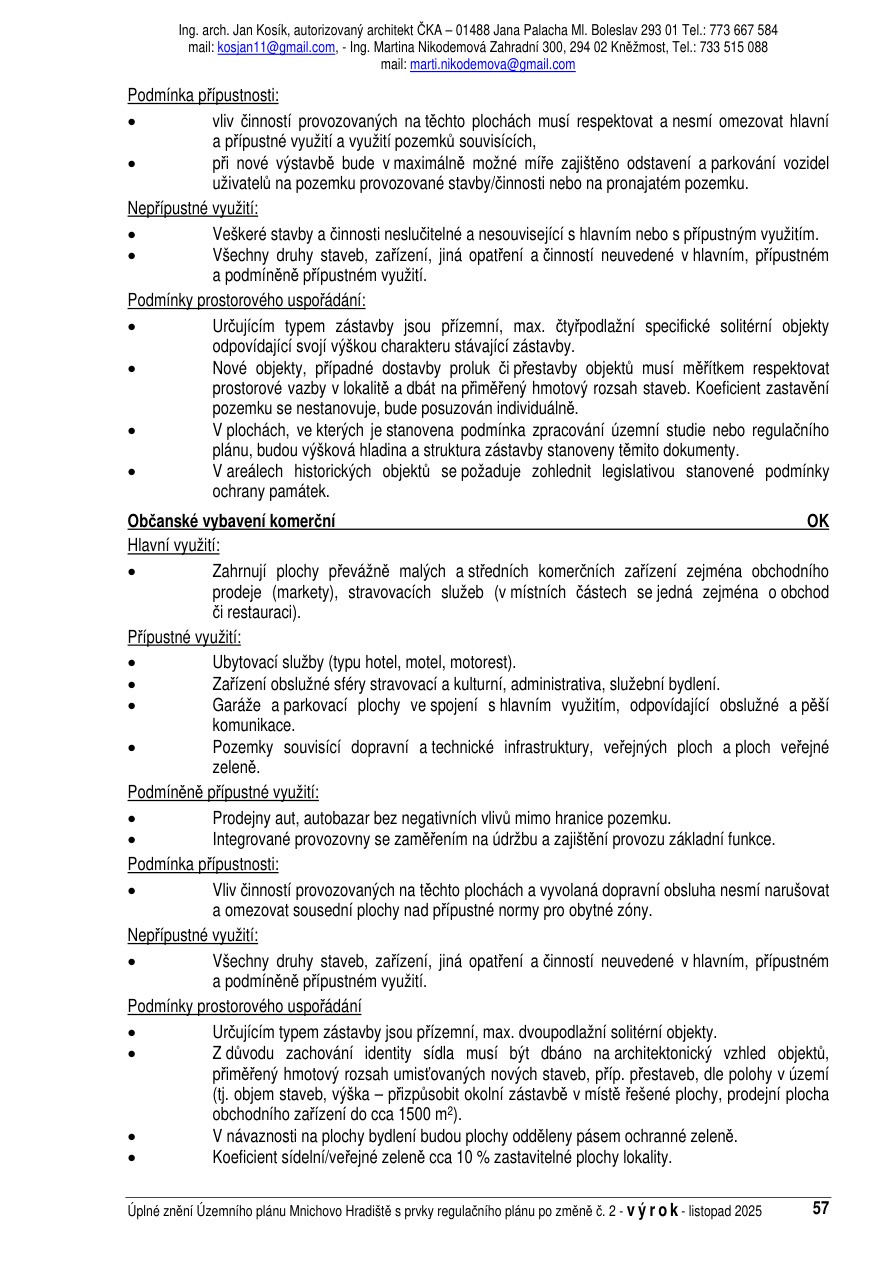 Ing. arch. Jan Kosík, autorizovaný architekt ČKA – 01488 Jana Palacha Ml. Boleslav 293 01 Tel.: 773 667 584
mail: kosjan11@gmail.com, - Ing. Martina Nikodemová Zahradní 300, 294 02 Kněžmost, Tel.: 733 515 088
mail: marti.nikodemova@gmail.com
Podmínka přípustnosti:
• vliv činností provozovaných na těchto plochách musí respektovat a nesmí omezovat hlavní
a přípustné využití a využití pozemků souvisících,
• při nové výstavbě bude v maximálně možné míře zajištěno odstavení a parkování vozidel
uživatelů na pozemku provozované stavby/činnosti nebo na pronajatém pozemku.
Nepřípustné využití:
• Veškeré stavby a činnosti neslučitelné a nesouvisející s hlavním nebo s přípustným využitím.
• Všechny druhy staveb, zařízení, jiná opatření a činností neuvedené v hlavním, přípustném
a podmíněně přípustném využití.
Podmínky prostorového uspořádání:
• Určujícím typem zástavby jsou přízemní, max. čtyřpodlažní specifické solitérní objekty
odpovídající svojí výškou charakteru stávající zástavby.
• Nové objekty, případné dostavby proluk či přestavby objektů musí měřítkem respektovat
prostorové vazby v lokalitě a dbát na přiměřený hmotový rozsah staveb. Koeficient zastavění
pozemku se nestanovuje, bude posuzován individuálně.
• V plochách, ve kterých je stanovena podmínka zpracování územní studie nebo regulačního
plánu, budou výšková hladina a struktura zástavby stanoveny těmito dokumenty.
• V areálech historických objektů se požaduje zohlednit legislativou stanovené podmínky
ochrany památek.
Občanské vybavení komerční OK
Hlavní využití:
• Zahrnují plochy převážně malých a středních komerčních zařízení zejména obchodního
prodeje (markety), stravovacích služeb (v místních částech se jedná zejména o obchod
či restauraci).
Přípustné využití:
• Ubytovací služby (typu hotel, motel, motorest).
• Zařízení obslužné sféry stravovací a kulturní, administrativa, služební bydlení.
• Garáže a parkovací plochy ve spojení s hlavním využitím, odpovídající obslužné a pěší
komunikace.
• Pozemky souvisící dopravní a technické infrastruktury, veřejných ploch a ploch veřejné
zeleně.
Podmíněně přípustné využití:
• Prodejny aut, autobazar bez negativních vlivů mimo hranice pozemku.
• Integrované provozovny se zaměřením na údržbu a zajištění provozu základní funkce.
Podmínka přípustnosti:
• Vliv činností provozovaných na těchto plochách a vyvolaná dopravní obsluha nesmí narušovat
a omezovat sousední plochy nad přípustné normy pro obytné zóny.
Nepřípustné využití:
• Všechny druhy staveb, zařízení, jiná opatření a činností neuvedené v hlavním, přípustném
a podmíněně přípustném využití.
Podmínky prostorového uspořádání
• Určujícím typem zástavby jsou přízemní, max. dvoupodlažní solitérní objekty.
• Z důvodu zachování identity sídla musí být dbáno na architektonický vzhled objektů,
přiměřený hmotový rozsah umisťovaných nových staveb, příp. přestaveb, dle polohy v území
(tj. objem staveb, výška – přizpůsobit okolní zástavbě v místě řešené plochy, prodejní plocha
obchodního zařízení do cca 1500 m²).
• V návaznosti na plochy bydlení budou plochy odděleny pásem ochranné zeleně.
• Koeficient sídelní/veřejné zeleně cca 10 % zastavitelné plochy lokality.
Úplné znění Územního plánu Mnichovo Hradiště s prvky regulačního plánu po změně č. 2 - v ý r o k - listopad 2025 57